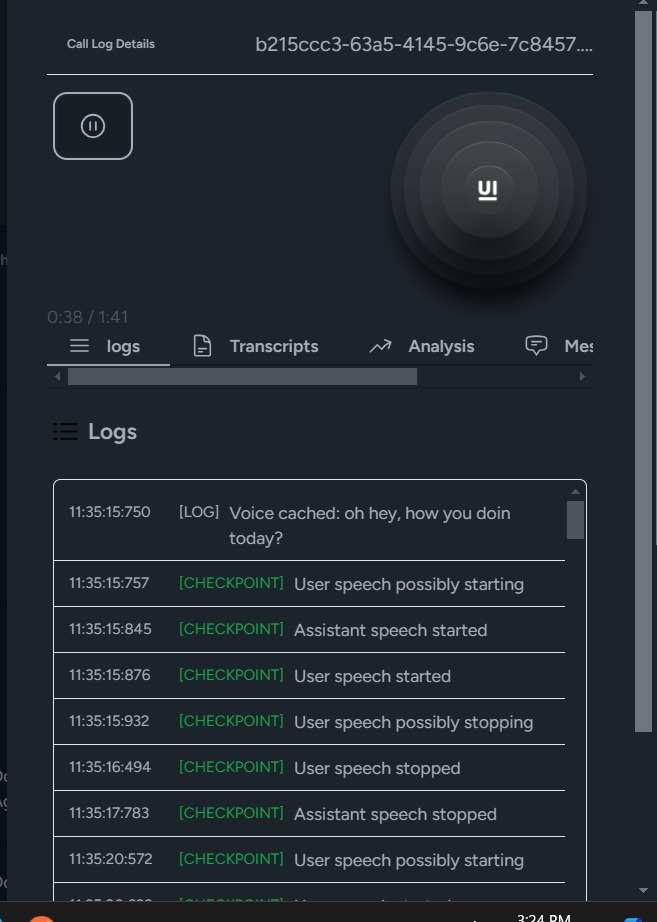 Call Log Details
b215ccc3-63a5-4145-9c6e-7c8457....
UI
0:38 / 1:41
logs
Transcripts
Analysis
Mes
Logs
11:35:15:750 [LOG] Voice cached: oh hey, how you doin
today?
11:35:15:757 [CHECKPOINT] User speech possibly starting
11:35:15:845 [CHECKPOINT] Assistant speech started
11:35:15:876 [CHECKPOINT] User speech started
11:35:15:932 [CHECKPOINT] User speech possibly stopping
11:35:16:494 [CHECKPOINT] User speech stopped
11:35:17:783 [CHECKPOINT] Assistant speech stopped
11:35:20:572 [CHECKPOINT] User speech possibly starting
3:24 PM